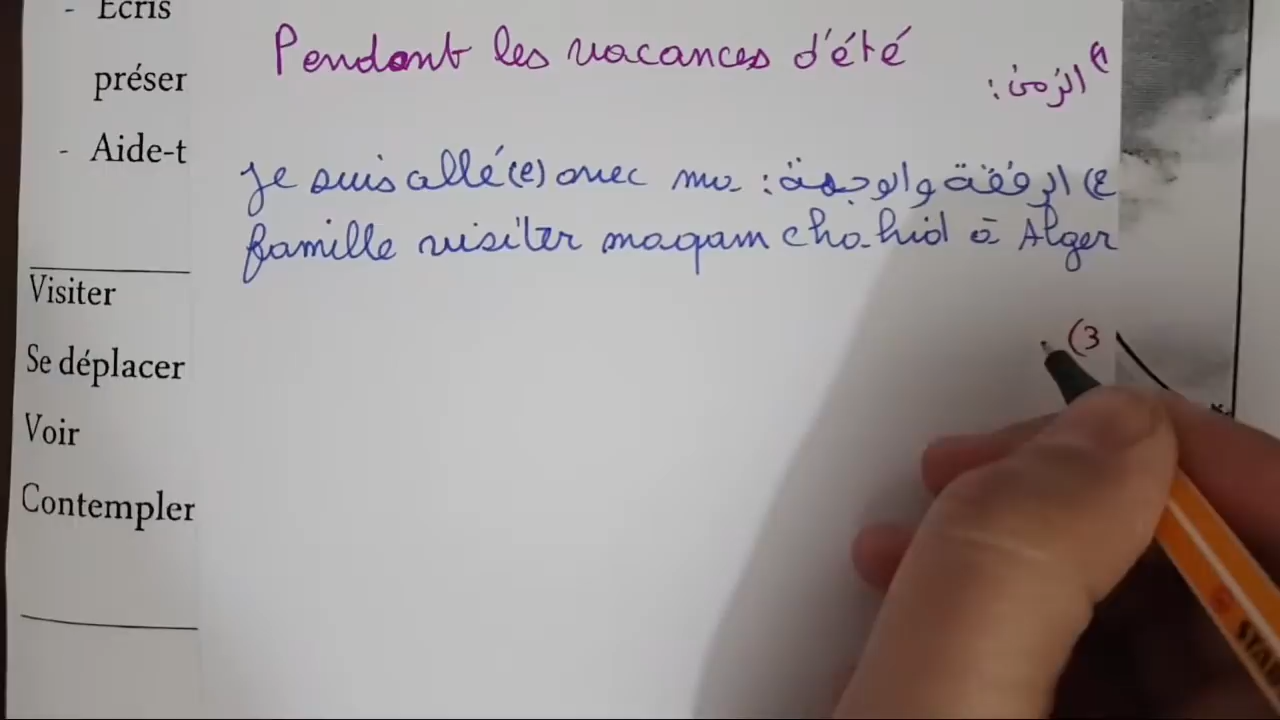 - Ecris
préser
- Aide-t
Visiter
Se déplacer
Voir
Contempler
Pendant les vacances d'été
1) الزمن :
Je suis allé(e) avec ma : الرفقة والوجهة (2
famille visiter maqam chahid à Alger
(3
STA